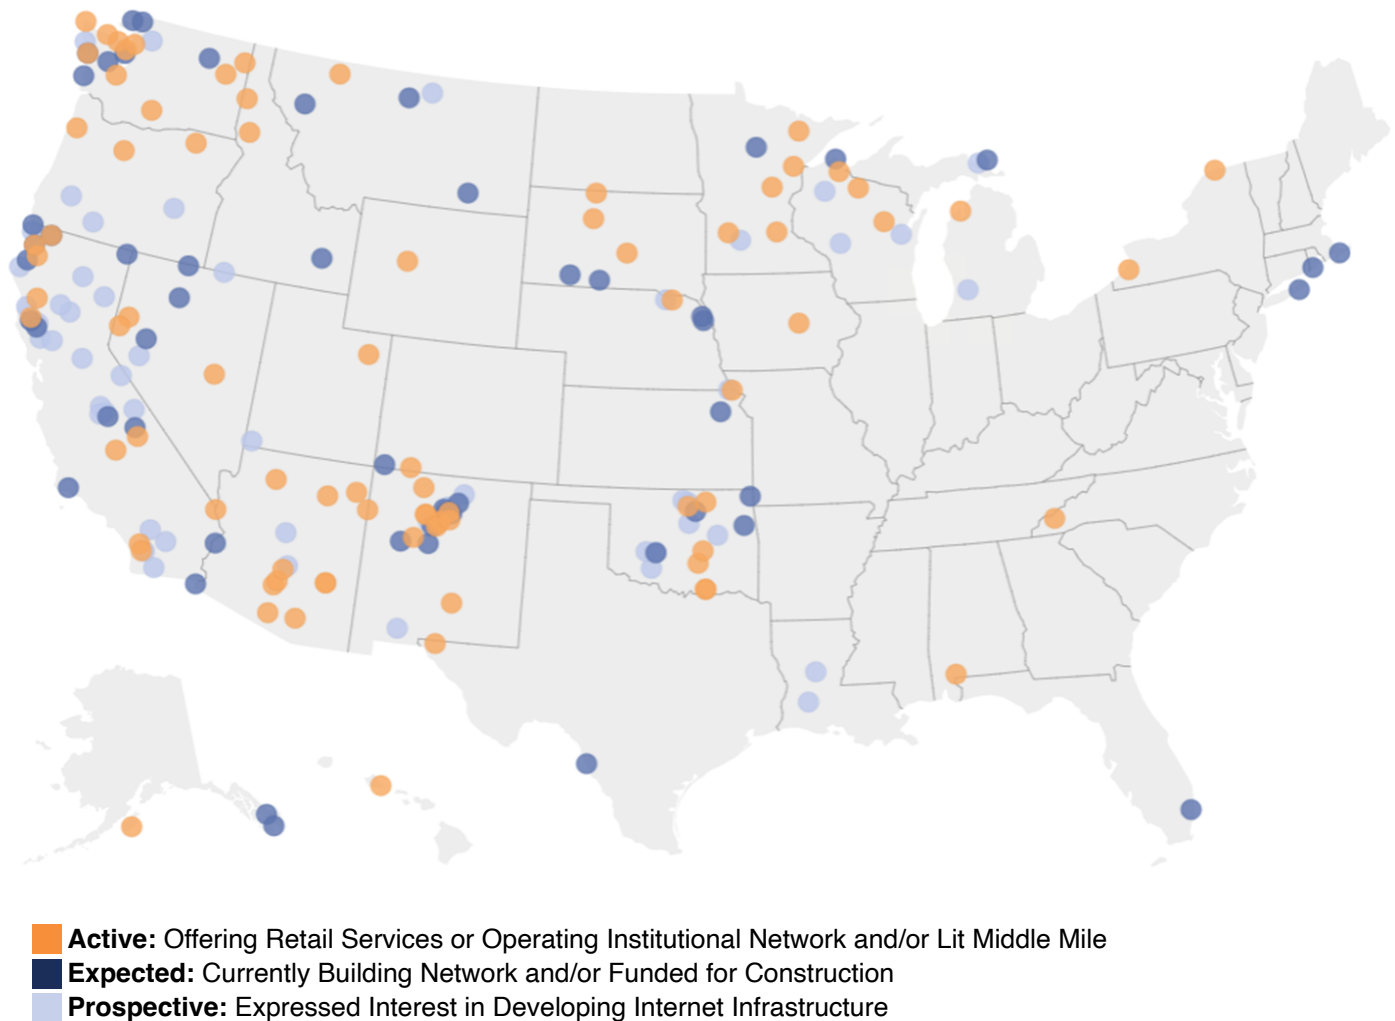 Active: Offering Retail Services or Operating Institutional Network and/or Lit Middle Mile
Expected: Currently Building Network and/or Funded for Construction
Prospective: Expressed Interest in Developing Internet Infrastructure